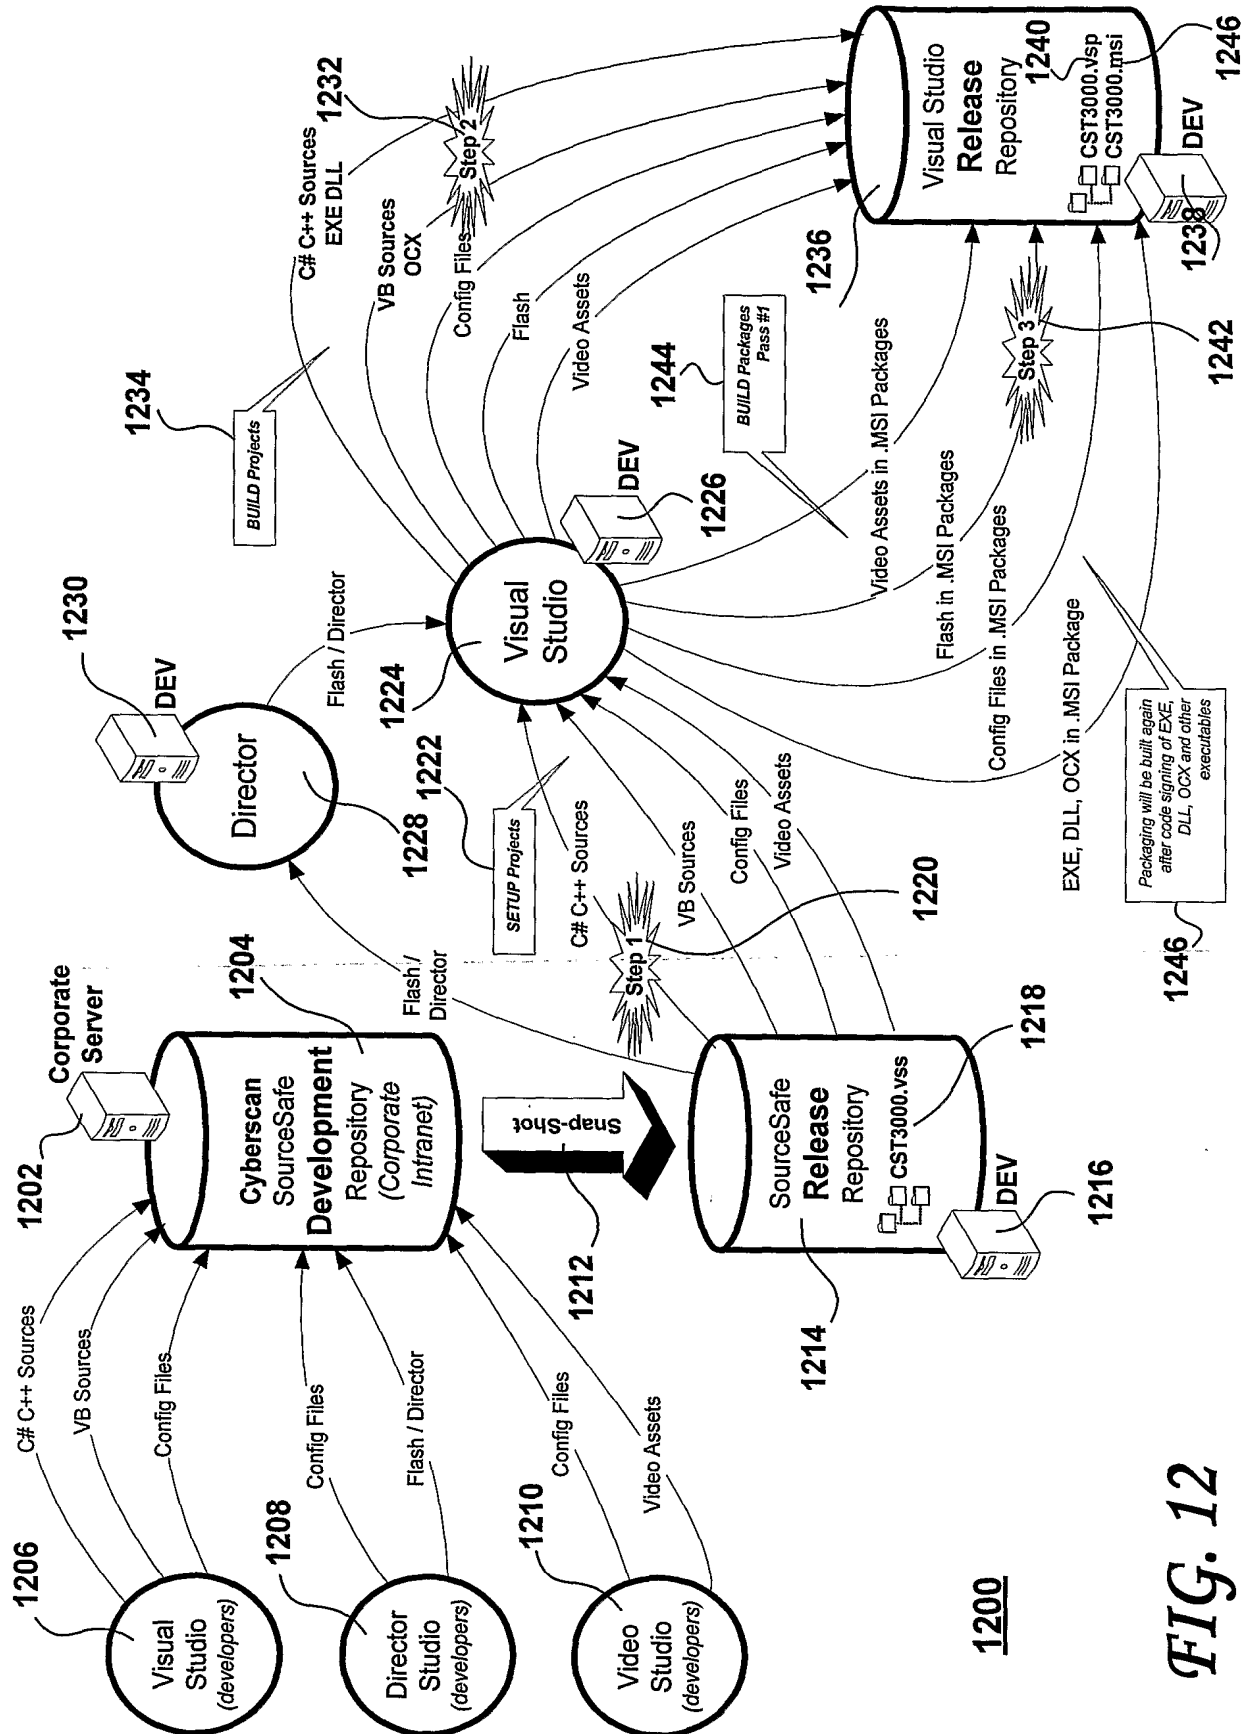 1206
Visual
Studio
(developers)
C# C++ Sources
VB Sources
Config Files
1208
Director
Studio
(developers)
Config Files
Flash / Director
1210
Video
Studio
(developers)
Config Files
Video Assets
1202
Corporate
Server
1204
Cyberscan
SourceSafe
Development
Repository
(Corporate
Intranet)
1212
Snap-Shot
1214
SourceSafe
Release
Repository
CST3000.vss
1218
DEV
1216
Flash /
Director
Director
1228
DEV
1230
Flash / Director
1222
SETUP Projects
Step 1
1220
C# C++ Sources
VB Sources
Config Files
Video Assets
1224
Visual
Studio
DEV
1226
1234
BUILD Projects
C# C++ Sources
EXE DLL
VB Sources
OCX
Config Files
Flash
Video Assets
Step 2
1232
1244
BUILD Packages
Pass #1
Video Assets in .MSI Packages
Flash in .MSI Packages
Config Files in .MSI Packages
EXE, DLL, OCX in .MSI Package
Step 3
1242
1246
Packaging will be built again
after code signing of EXE,
DLL, OCX and other
executables
1236
Visual Studio
Release
Repository
1240
CST3000.vsp
CST3000.msi
1246
DEV
1238
1200
FIG. 12